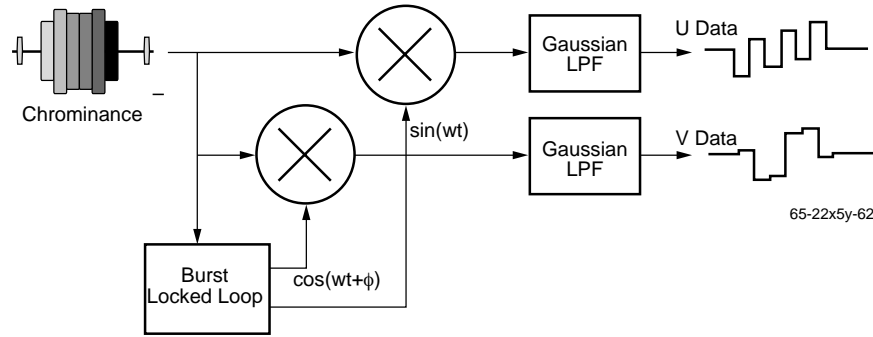 U Data
Gaussian
LPF
Chrominance
sin(wt)
V Data
Gaussian
LPF
65-22x5y-62
Burst
Locked Loop
cos(wt+ϕ)